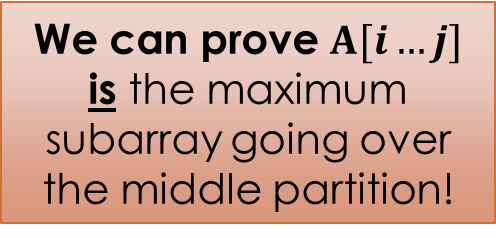 We can prove A[i ... j]
is the maximum
subarray going over
the middle partition!